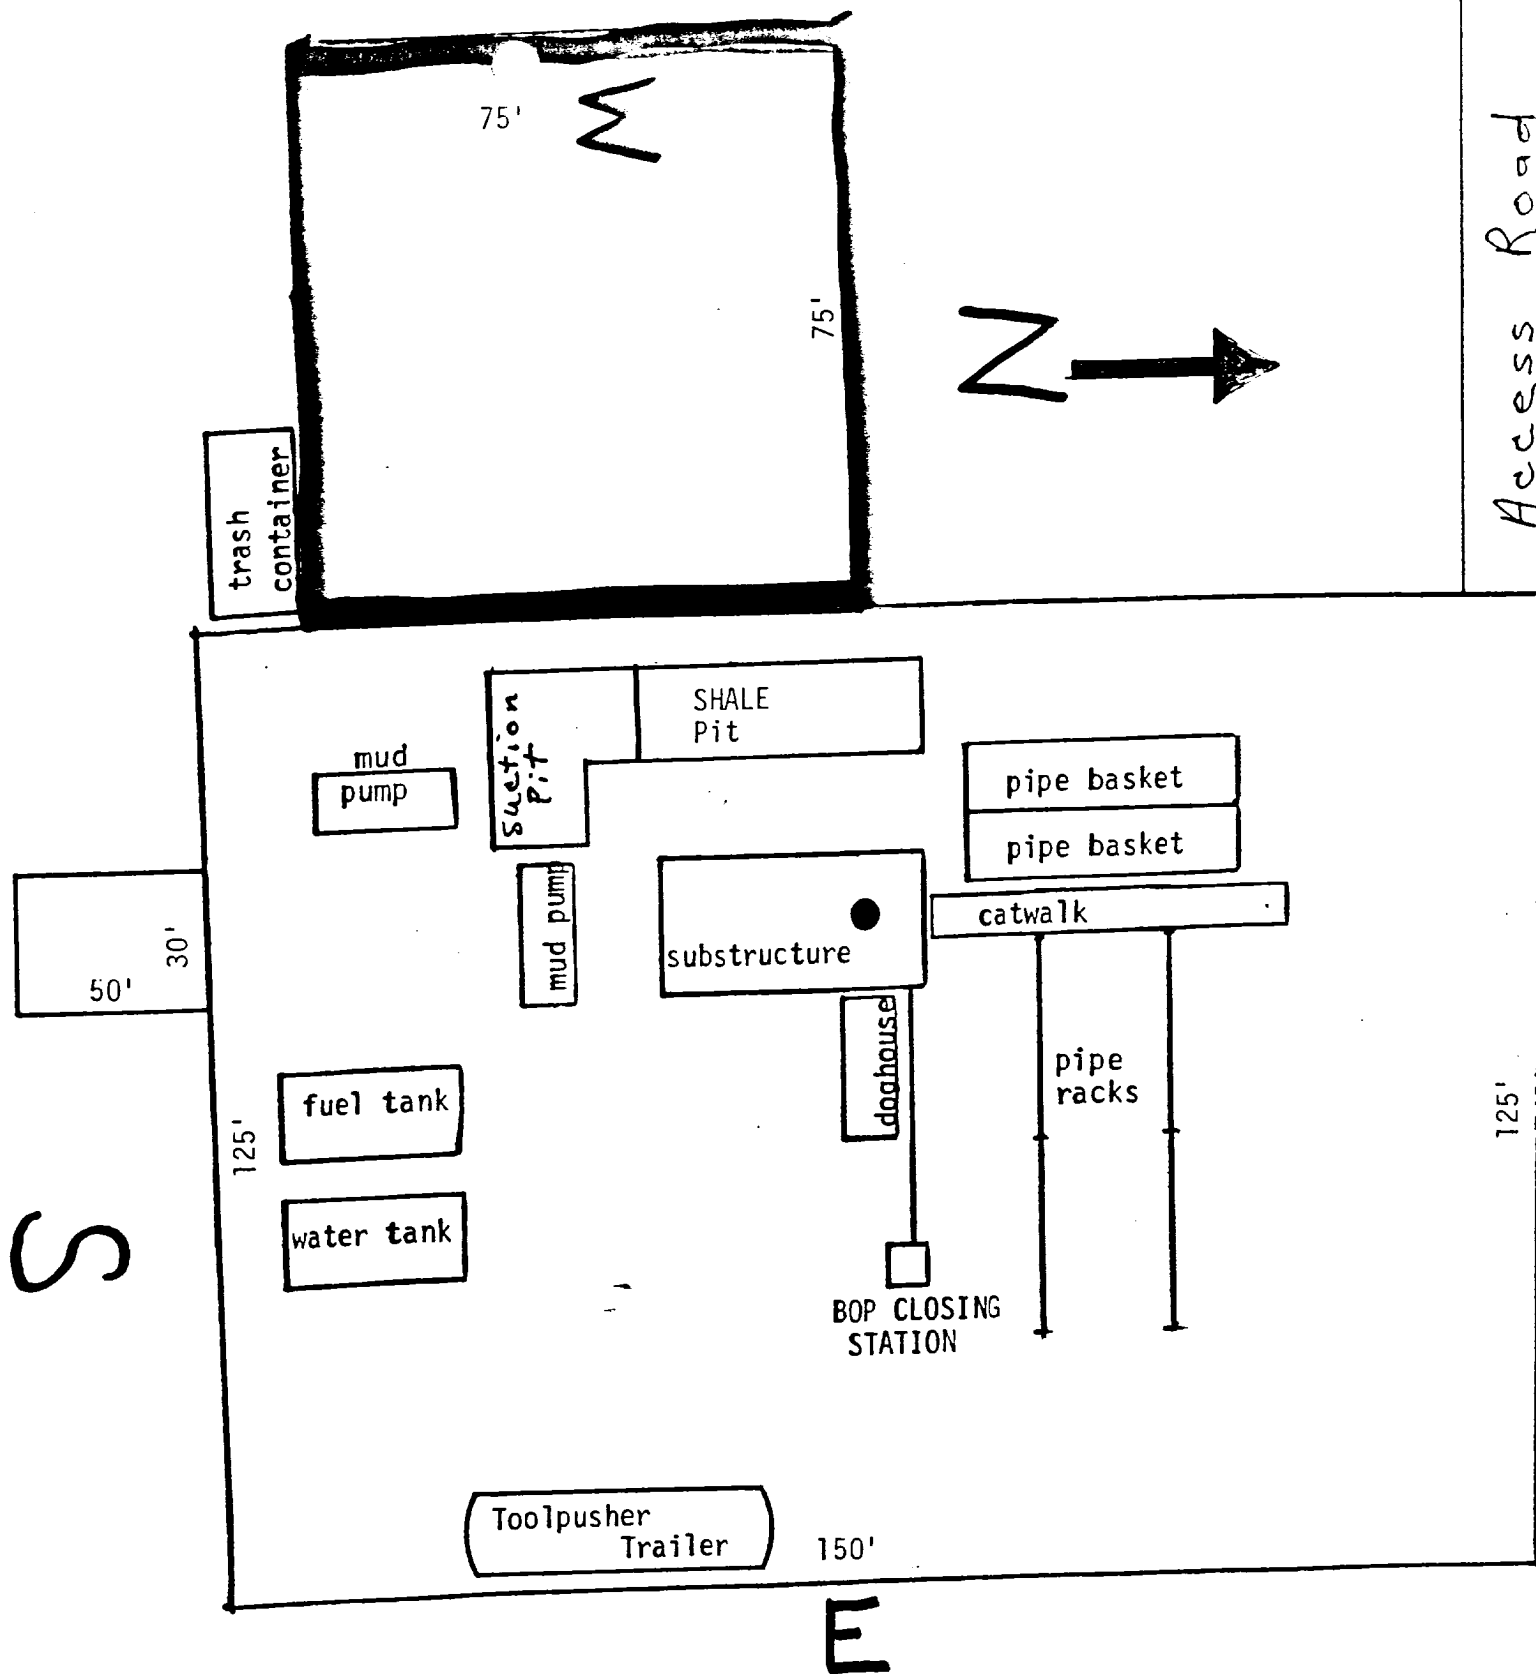 75'
W
75'
N
Access Road
trash
container
SHALE
Pit
Suction
Pit
mud
pump
pipe basket
pipe basket
catwalk
mud pump
substructure
30'
50'
doghouse
pipe
racks
fuel tank
125'
125'
water tank
S
BOP CLOSING
STATION
Toolpusher
Trailer
150'
E